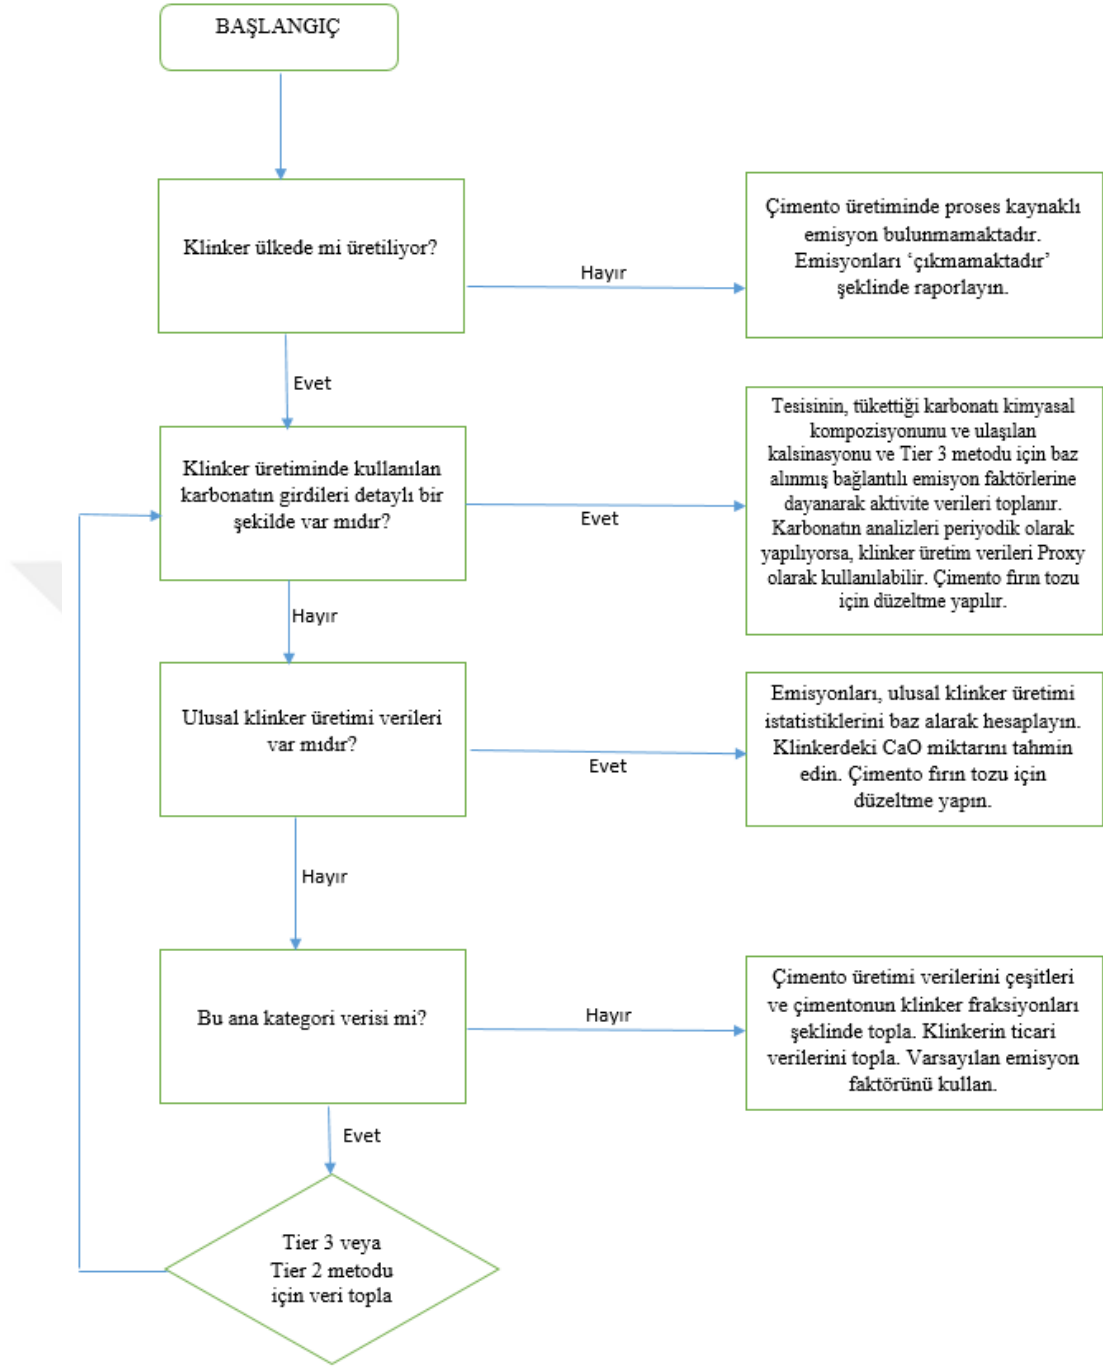 BAŞLANGIÇ
Klinker ülkede mi üretiliyor?
Hayır
Çimento üretiminde proses kaynaklı
emisyon bulunmamaktadır.
Emisyonları ‘çıkmamaktadır’
şeklinde raporlayın.
Evet
Klinker üretiminde kullanılan
karbonatın girdileri detaylı bir
şekilde var mıdır?
Evet
Tesisinin, tükettiği karbonatı kimyasal
kompozisyonunu ve ulaşılan
kalsinasyonu ve Tier 3 metodu için baz
alınmış bağlantılı emisyon faktörlerine
dayanarak aktivite verileri toplanır.
Karbonatın analizleri periyodik olarak
yapılıyorsa, klinker üretim verileri Proxy
olarak kullanılabilir. Çimento fırın tozu
için düzeltme yapılır.
Hayır
Ulusal klinker üretimi verileri
var mıdır?
Evet
Emisyonları, ulusal klinker üretimi
istatistiklerini baz alarak hesaplayın.
Klinkerdeki CaO miktarını tahmin
edin. Çimento fırın tozu için
düzeltme yapın.
Hayır
Bu ana kategori verisi mi?
Hayır
Çimento üretimi verilerini çeşitleri
ve çimentonun klinker fraksiyonları
şeklinde topla. Klinkerin ticari
verilerini topla. Varsayılan emisyon
faktörünü kullan.
Evet
Tier 3 veya
Tier 2 metodu
için veri topla